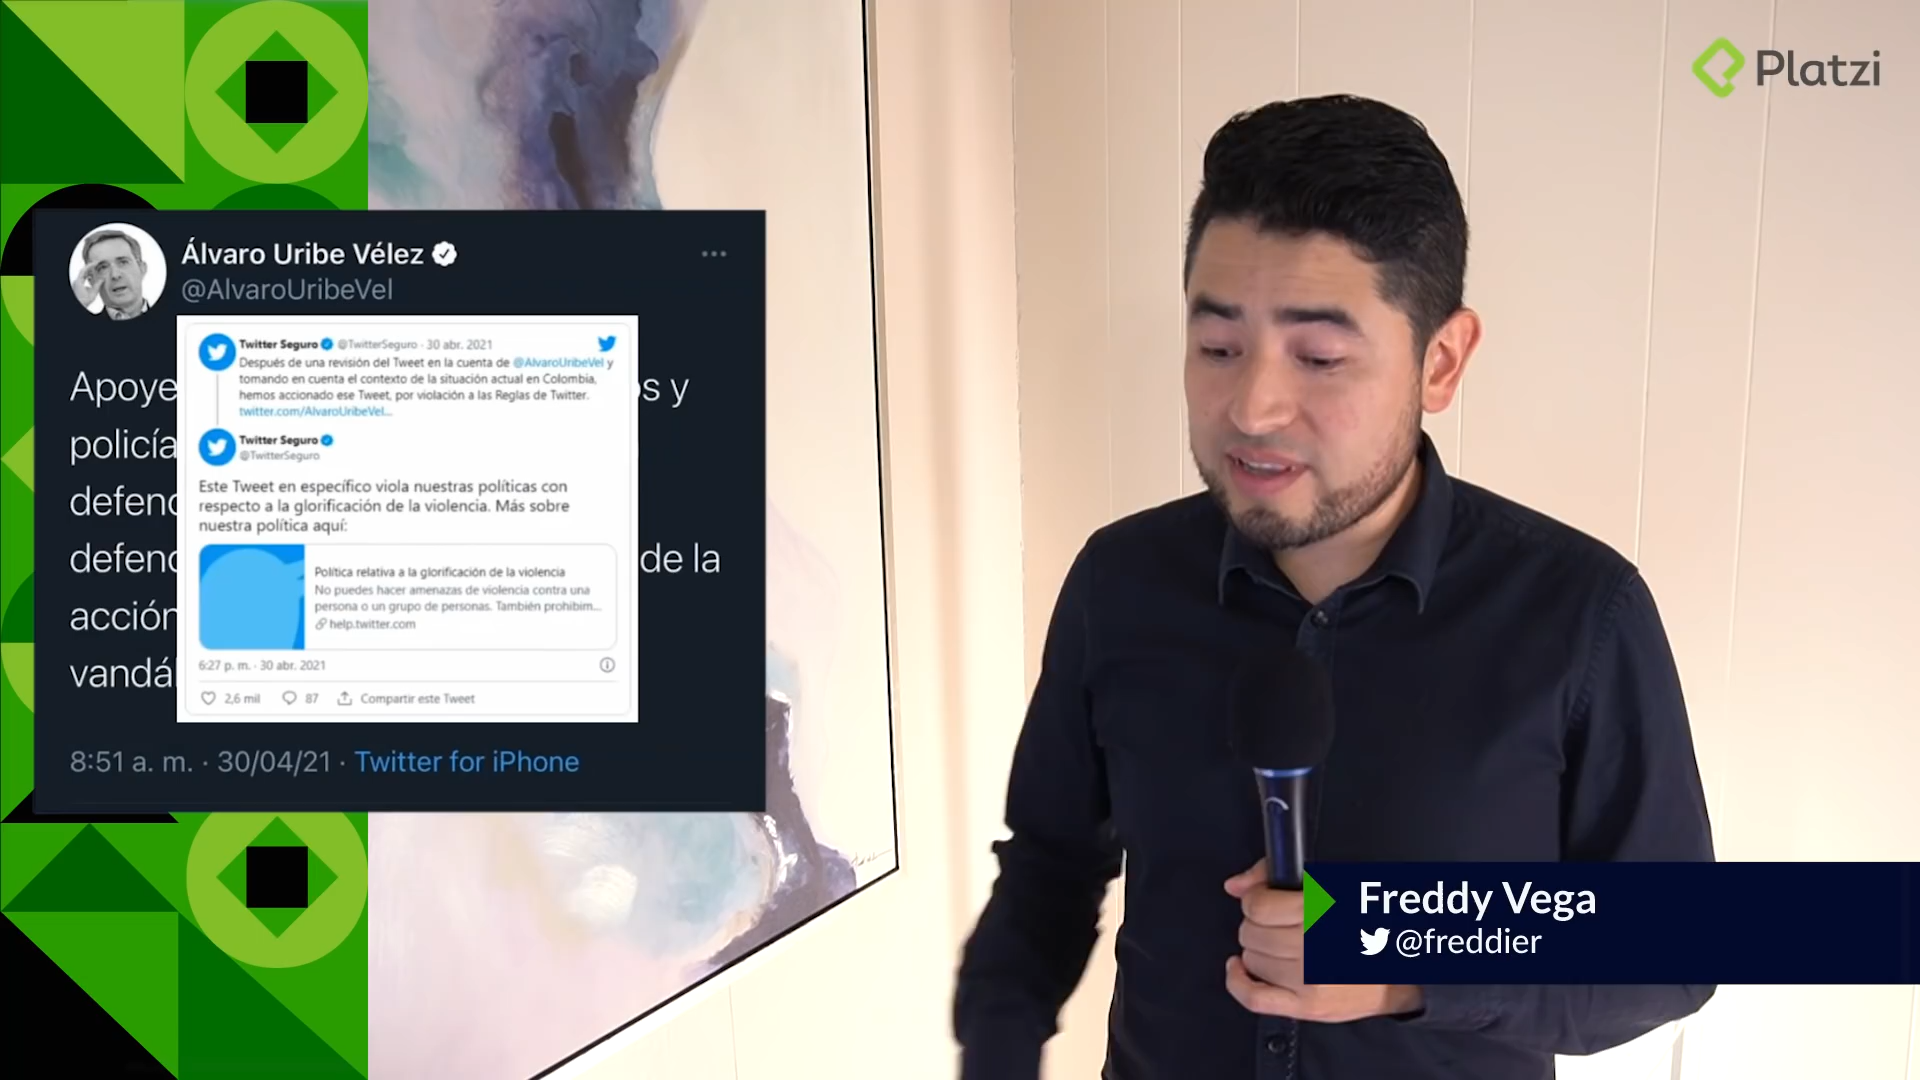 Platzi
Álvaro Uribe Vélez
@AlvaroUribeVel
Apoye
s y
policía
defen
defen
de la
acción
8:51 a. m. · 30/04/21 · Twitter for iPhone
Twitter Seguro @TwitterSeguro · 30 abr. 2021
Después de una revisión del Tweet en la cuenta de @AlvaroUribeVel y
tomando en cuenta el contexto de la situación actual en Colombia,
hemos accionado ese Tweet, por violación a las Reglas de Twitter.
twitter.com/AlvaroUribeVel...
Twitter Seguro
@TwitterSeguro
Este Tweet en específico viola nuestras políticas con
respecto a la glorificación de la violencia. Más sobre
nuestra política aquí:
Política relativa a la glorificación de la violencia
No puedes hacer amenazas de violencia contra una
persona o un grupo de personas. También prohibim...
help.twitter.com
6:27 p. m. · 30 abr. 2021
2,6 mil
87
Compartir este Tweet
Freddy Vega
@freddier